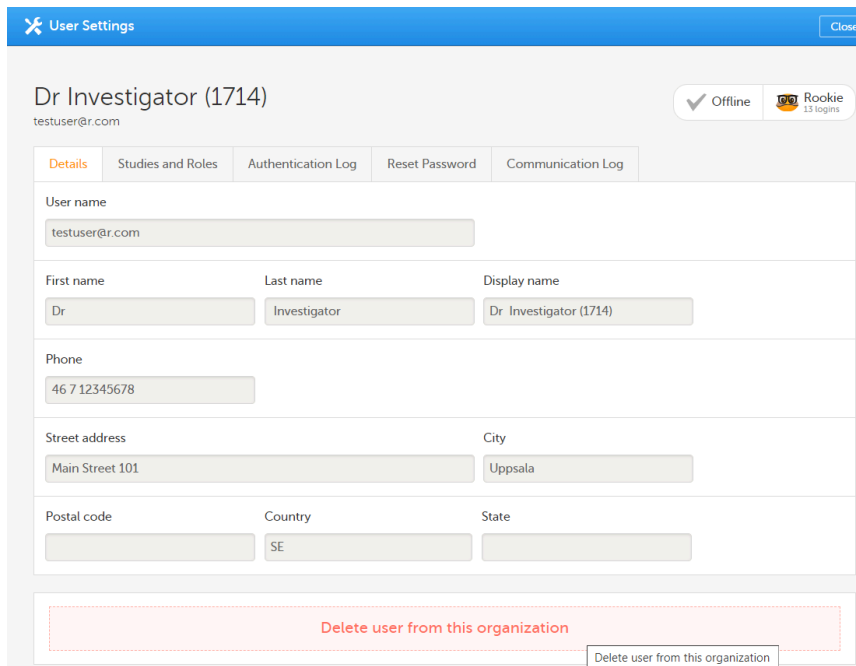 User Settings
Close
Dr Investigator (1714)
testuser@r.com
Offline
Rookie
13 logins
Details
Studies and Roles
Authentication Log
Reset Password
Communication Log
User name
testuser@r.com
First name
Last name
Display name
Dr
Investigator
Dr Investigator (1714)
Phone
46 7 12345678
Street address
City
Main Street 101
Uppsala
Postal code
Country
State
SE
Delete user from this organization
Delete user from this organization